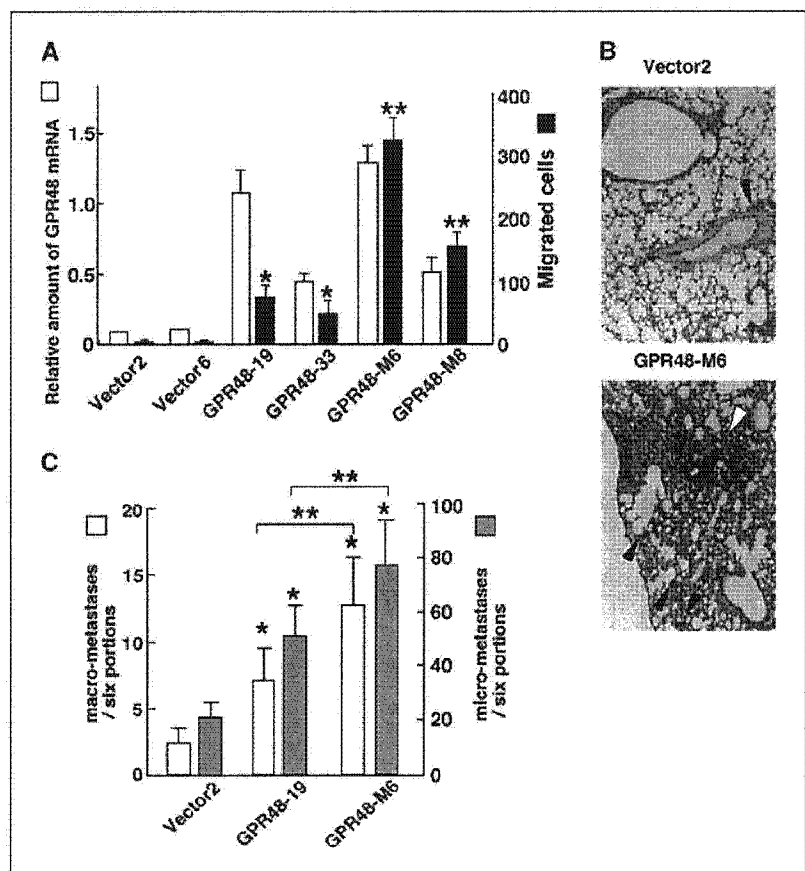 A
Relative amount of GPR48 mRNA
1.5
1.0
0.5
0
400
300
200
100
0
Migrated cells
*
*
**
**
Vector2
Vector6
GPR48-19
GPR48-33
GPR48-M6
GPR48-M8
B
Vector2
GPR48-M6
C
macro-metastases
/ six portions
20
15
10
5
0
100
80
60
40
20
0
micro-metastases
/ six portions
**
**
*
*
*
*
Vector2
GPR48-19
GPR48-M6